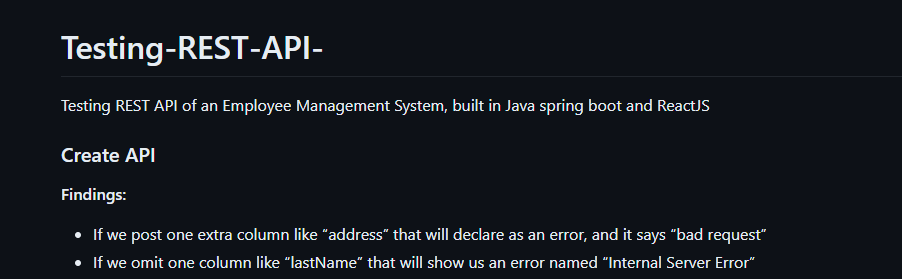 Testing-REST-API-
Testing REST API of an Employee Management System, built in Java spring boot and ReactJS
Create API
Findings:
• If we post one extra column like “address” that will declare as an error, and it says “bad request”
• If we omit one column like “lastName” that will show us an error named “Internal Server Error”